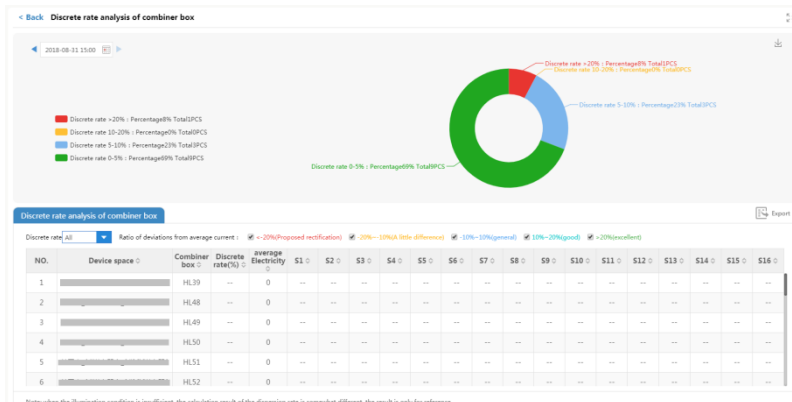 < Back Discrete rate analysis of combiner box
2018-08-31 15:00
Discrete rate >20% : Percentage8% Total1PCS
Discrete rate 10-20% : Percentage0% Total0PCS
Discrete rate 5-10% : Percentage23% Total3PCS
Discrete rate 0-5% : Percentage69% Total9PCS
Discrete rate >20% : Percentage8% Total1PCS
Discrete rate 10-20% : Percentage0% Total0PCS
Discrete rate 5-10% : Percentage23% Total3PCS
Discrete rate 0-5% : Percentage69% Total9PCS
Discrete rate analysis of combiner box Export
Discrete rate All Ratio of deviations from average current : <-20%(Proposed rectification) -20%~-10%(A little difference) -10%~10%(general) 10%~20%(good) >20%(excellent)
NO. Device space Combiner box Discrete rate(%) average Electricity S1 S2 S3 S4 S5 S6 S7 S8 S9 S10 S11 S12 S13 S14 S15 S16
1 HL39 -- 0 -- -- -- -- -- -- -- -- -- -- -- -- -- -- -- --
2 HL48 -- 0 -- -- -- -- -- -- -- -- -- -- -- -- -- -- -- --
3 HL49 -- 0 -- -- -- -- -- -- -- -- -- -- -- -- -- -- -- --
4 HL50 -- 0 -- -- -- -- -- -- -- -- -- -- -- -- -- -- -- --
5 HL51 -- 0 -- -- -- -- -- -- -- -- -- -- -- -- -- -- -- --
6 HL52 -- 0 -- -- -- -- -- -- -- -- -- -- -- -- -- -- -- --